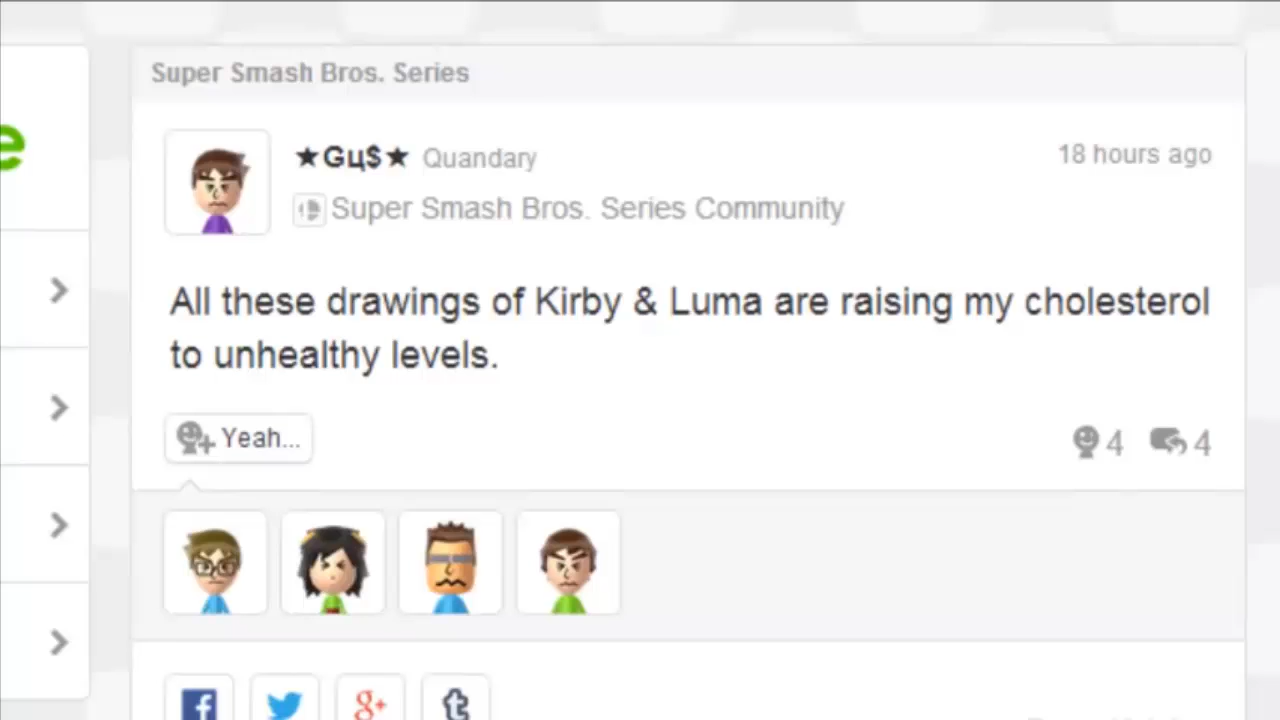 Super Smash Bros. Series
★GцS★ Quandary
18 hours ago
Super Smash Bros. Series Community
All these drawings of Kirby & Luma are raising my cholesterol
to unhealthy levels.
Yeah...
4 4